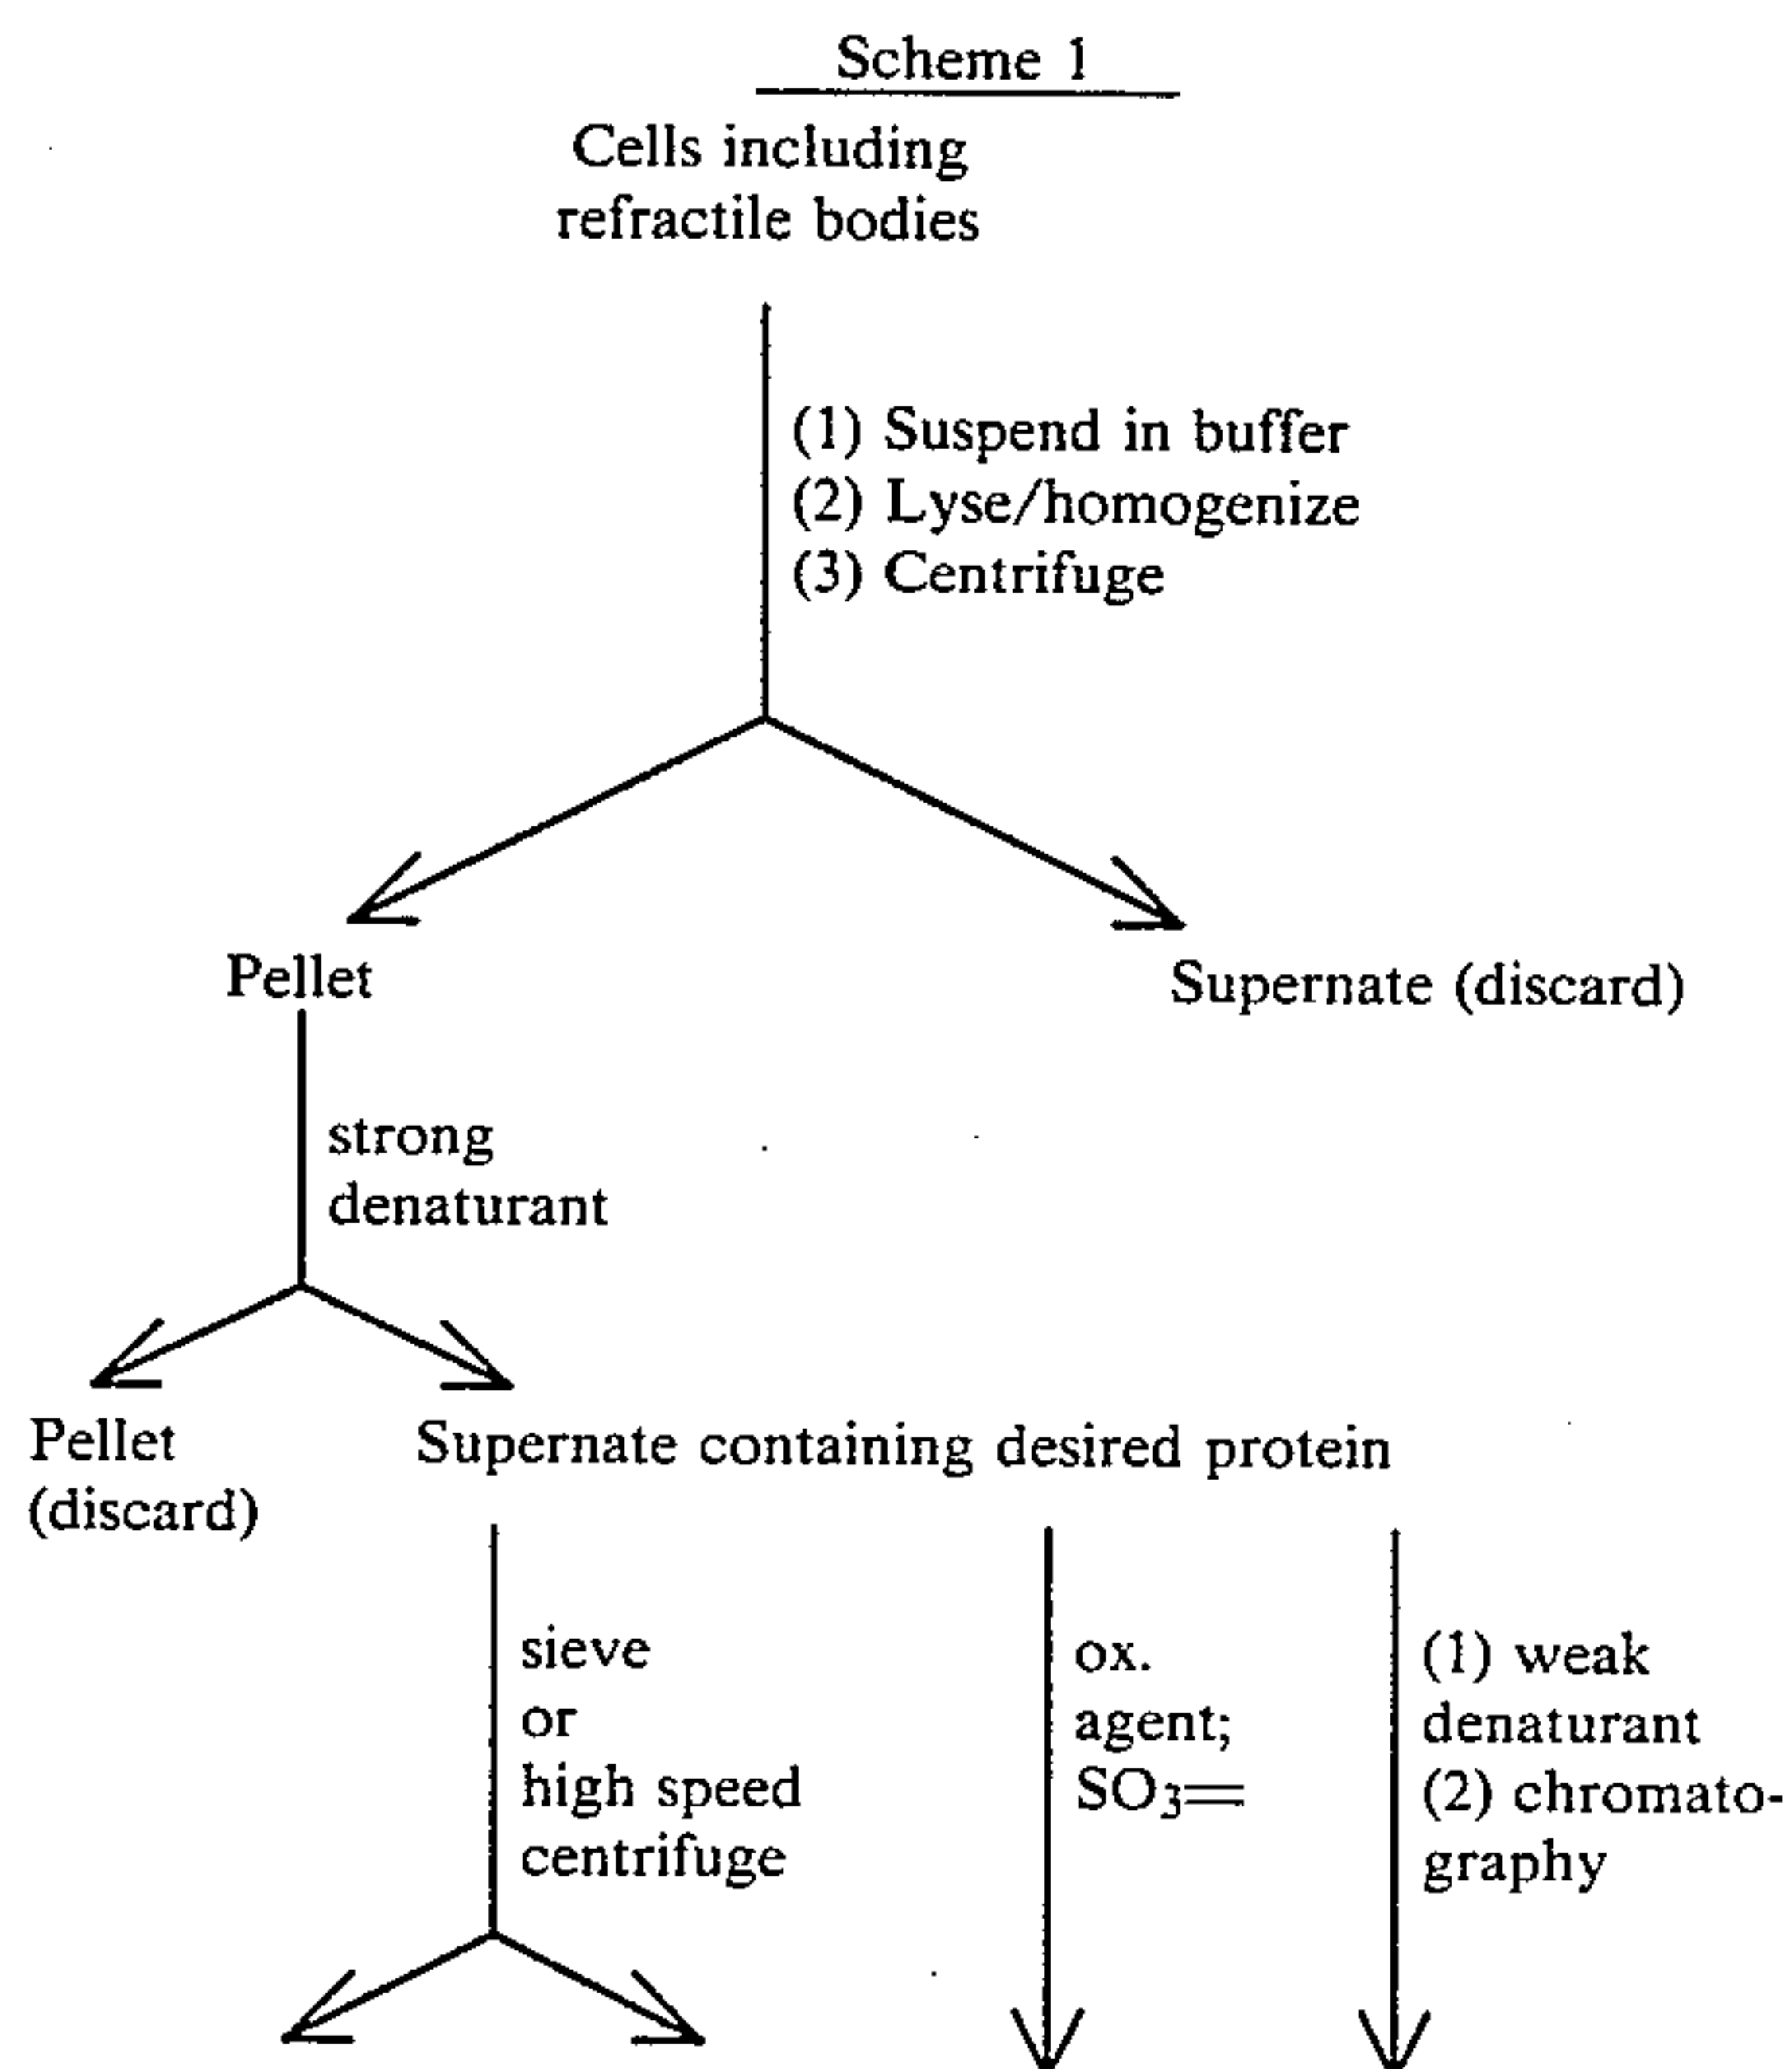 Scheme 1
Cells including
refractile bodies
(1) Suspend in buffer
(2) Lyse/homogenize
(3) Centrifuge
Pellet
Supernate (discard)
strong
denaturant
Pellet
(discard)
Supernate containing desired protein
sieve
or
high speed
centrifuge
ox.
agent;
SO3=
(1) weak
denaturant
(2) chromato-
graphy